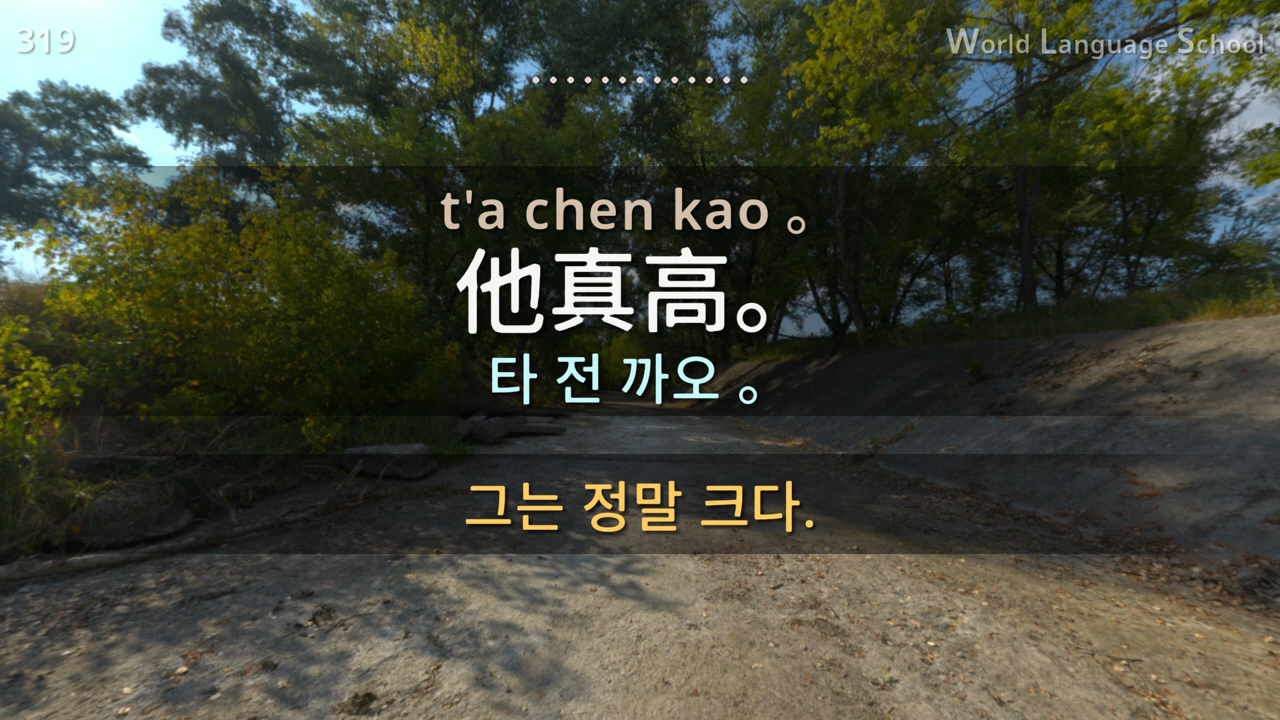 319
World Language School
.............
t'a chen kao 。
他真高。
타 전 까오 。
그는 정말 크다.